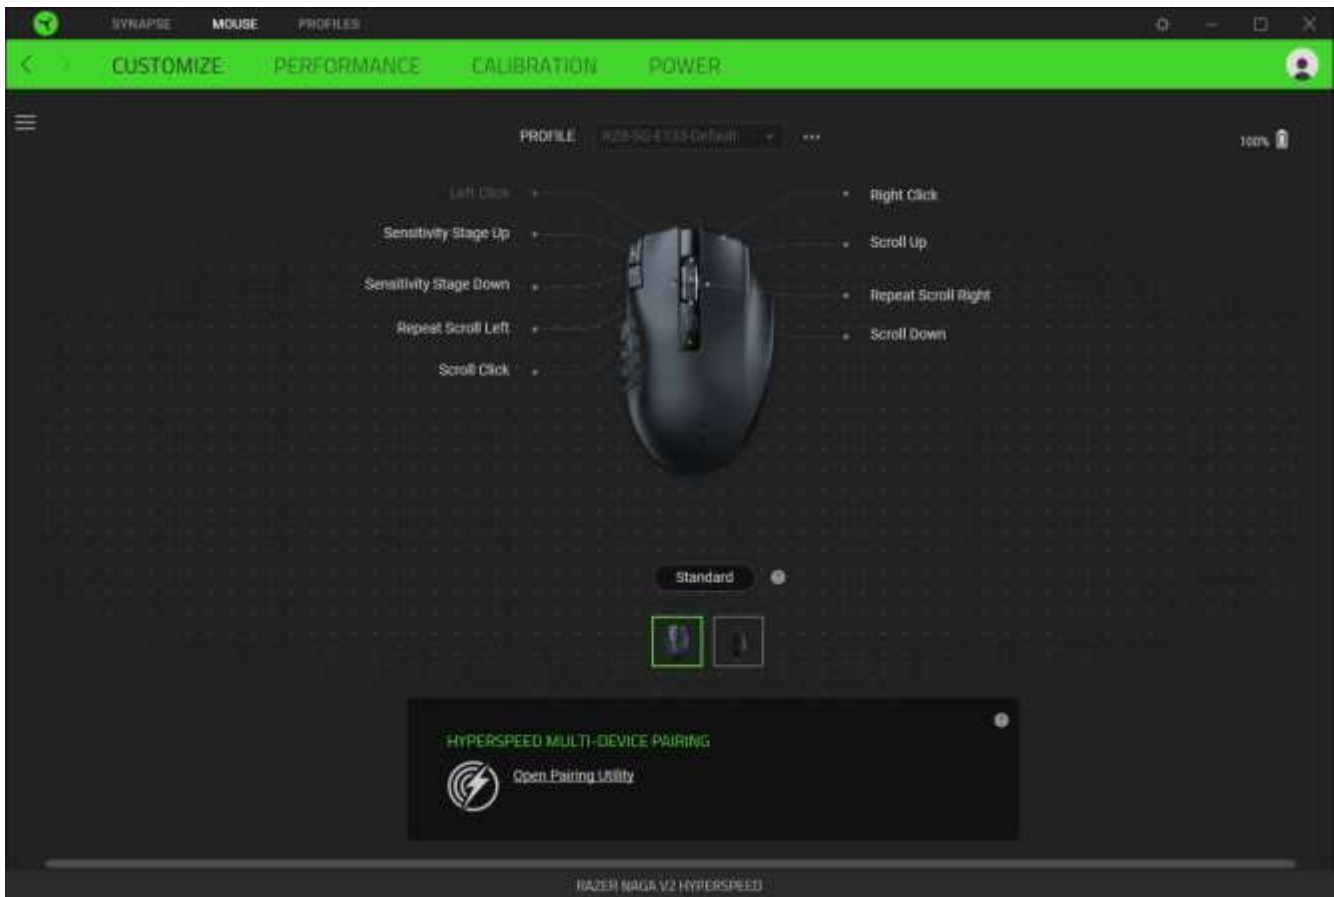 SYNAPSE MOUSE PROFILES
CUSTOMIZE PERFORMANCE CALIBRATION POWER
PROFILE
100%
Left Click
Right Click
Sensitivity Stage Up
Scroll Up
Sensitivity Stage Down
Repeat Scroll Right
Repeat Scroll Left
Scroll Down
Scroll Click
Standard
?
?
HYPERSPEED MULTI-DEVICE PAIRING
Open Pairing Utility
RAZER NAGA V2 HYPERSPEED